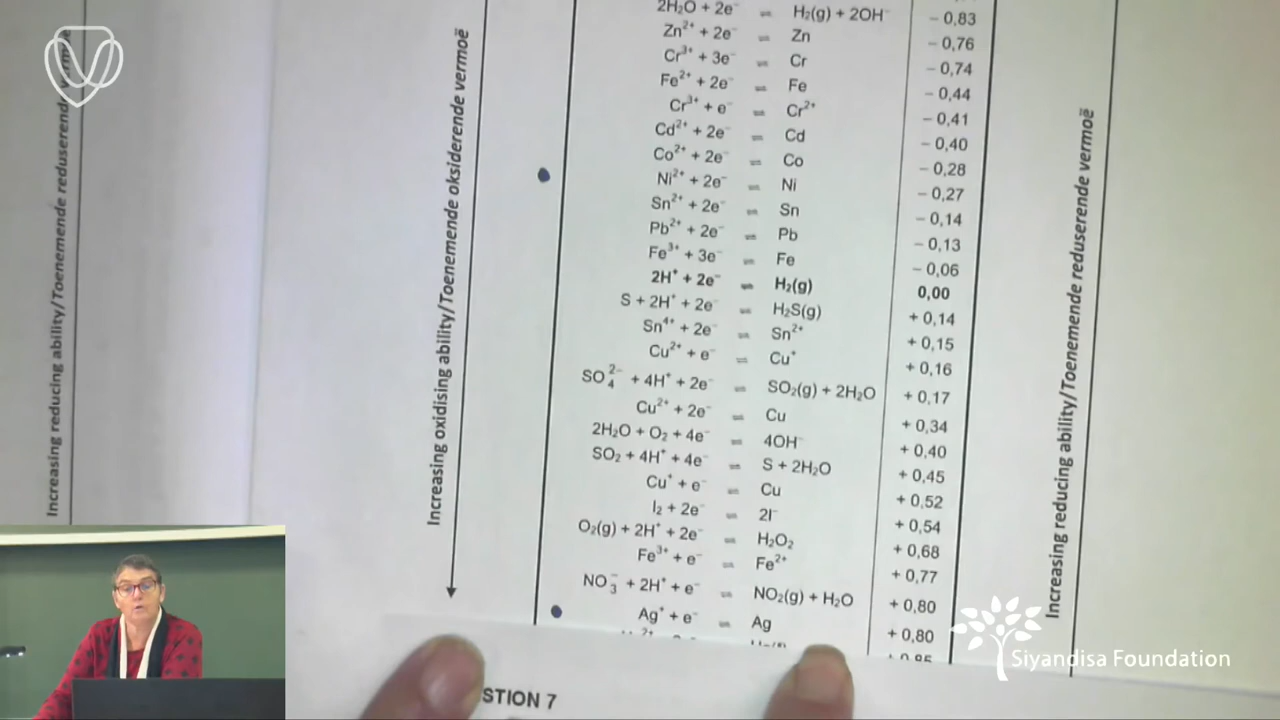 Increasing reducing ability/Toenemende reduserende vermoë
Increasing oxidising ability/Toenemende oksiderende vermoë
2H₂O + 2e⁻ ⇌ H₂(g) + 2OH⁻ − 0,83
Zn²⁺ + 2e⁻ ⇌ Zn − 0,76
Cr³⁺ + 3e⁻ ⇌ Cr − 0,74
Fe²⁺ + 2e⁻ ⇌ Fe − 0,44
Cr³⁺ + e⁻ ⇌ Cr²⁺ − 0,41
Cd²⁺ + 2e⁻ ⇌ Cd − 0,40
Co²⁺ + 2e⁻ ⇌ Co − 0,28
Ni²⁺ + 2e⁻ ⇌ Ni − 0,27
Sn²⁺ + 2e⁻ ⇌ Sn − 0,14
Pb²⁺ + 2e⁻ ⇌ Pb − 0,13
Fe³⁺ + 3e⁻ ⇌ Fe − 0,06
2H⁺ + 2e⁻ ⇌ H₂(g) 0,00
S + 2H⁺ + 2e⁻ ⇌ H₂S(g) + 0,14
Sn⁴⁺ + 2e⁻ ⇌ Sn²⁺ + 0,15
Cu²⁺ + e⁻ ⇌ Cu⁺ + 0,16
SO₄²⁻ + 4H⁺ + 2e⁻ ⇌ SO₂(g) + 2H₂O + 0,17
Cu²⁺ + 2e⁻ ⇌ Cu + 0,34
2H₂O + O₂ + 4e⁻ ⇌ 4OH⁻ + 0,40
SO₂ + 4H⁺ + 4e⁻ ⇌ S + 2H₂O + 0,45
Cu⁺ + e⁻ ⇌ Cu + 0,52
I₂ + 2e⁻ ⇌ 2I⁻ + 0,54
O₂(g) + 2H⁺ + 2e⁻ ⇌ H₂O₂ + 0,68
Fe³⁺ + e⁻ ⇌ Fe²⁺ + 0,77
NO₃⁻ + 2H⁺ + e⁻ ⇌ NO₂(g) + H₂O + 0,80
Ag⁺ + e⁻ ⇌ Ag + 0,80
Increasing reducing ability/Toenemende reduserende vermoë
STION 7
Siyandisa Foundation